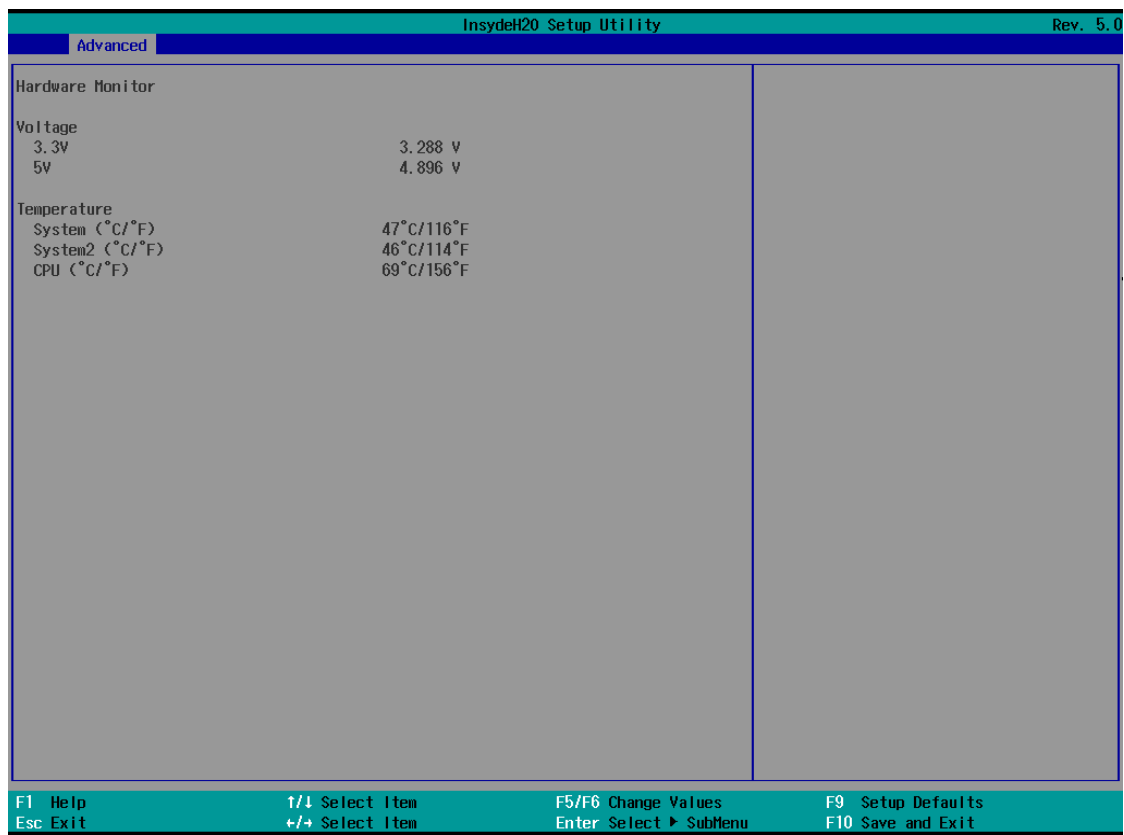 InsydeH20 Setup Utility Rev. 5.0
Advanced
Hardware Monitor
Voltage
3.3V 3.288 V
5V 4.896 V
Temperature
System (°C/°F) 47°C/116°F
System2 (°C/°F) 46°C/114°F
CPU (°C/°F) 69°C/156°F
F1 Help ↑/↓ Select Item F5/F6 Change Values F9 Setup Defaults
Esc Exit ←/→ Select Item Enter Select ▶ SubMenu F10 Save and Exit